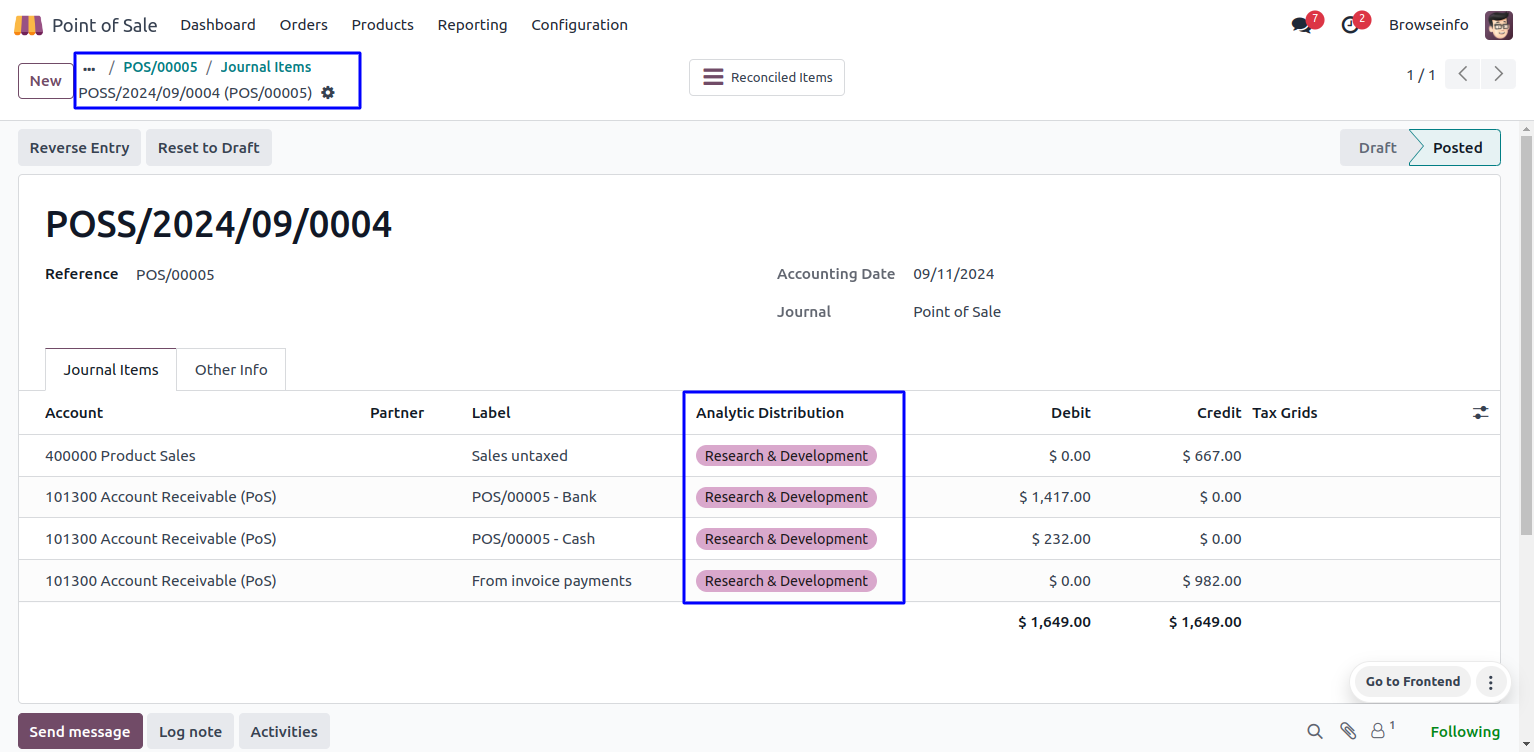 Point of Sale Dashboard Orders Products Reporting Configuration 7 2 Browseinfo
New ... / POS/00005 / Journal Items
POSS/2024/09/0004 (POS/00005)
Reconciled Items
1 / 1
Reverse Entry Reset to Draft Draft Posted
POSS/2024/09/0004
Reference POS/00005 Accounting Date 09/11/2024
Journal Point of Sale
Journal Items Other Info
Account Partner Label Analytic Distribution Debit Credit Tax Grids
400000 Product Sales Sales untaxed Research & Development $ 0.00 $ 667.00
101300 Account Receivable (PoS) POS/00005 - Bank Research & Development $ 1,417.00 $ 0.00
101300 Account Receivable (PoS) POS/00005 - Cash Research & Development $ 232.00 $ 0.00
101300 Account Receivable (PoS) From invoice payments Research & Development $ 0.00 $ 982.00
$ 1,649.00 $ 1,649.00
Go to Frontend
Send message Log note Activities 1 Following